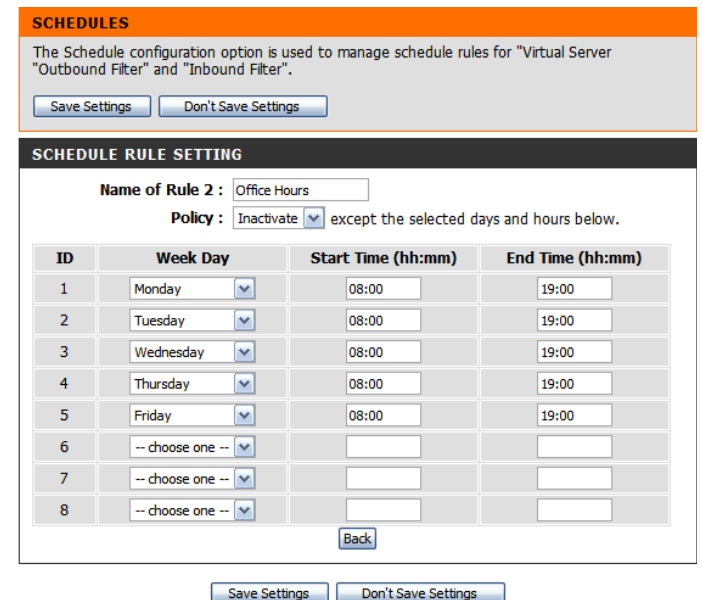 SCHEDULES
The Schedule configuration option is used to manage schedule rules for "Virtual Server
"Outbound Filter" and "Inbound Filter".
Save Settings Don't Save Settings
SCHEDULE RULE SETTING
Name of Rule 2 : Office Hours
Policy : Inactivate except the selected days and hours below.
ID Week Day Start Time (hh:mm) End Time (hh:mm)
1 Monday 08:00 19:00
2 Tuesday 08:00 19:00
3 Wednesday 08:00 19:00
4 Thursday 08:00 19:00
5 Friday 08:00 19:00
6 -- choose one --
7 -- choose one --
8 -- choose one --
Back
Save Settings Don't Save Settings